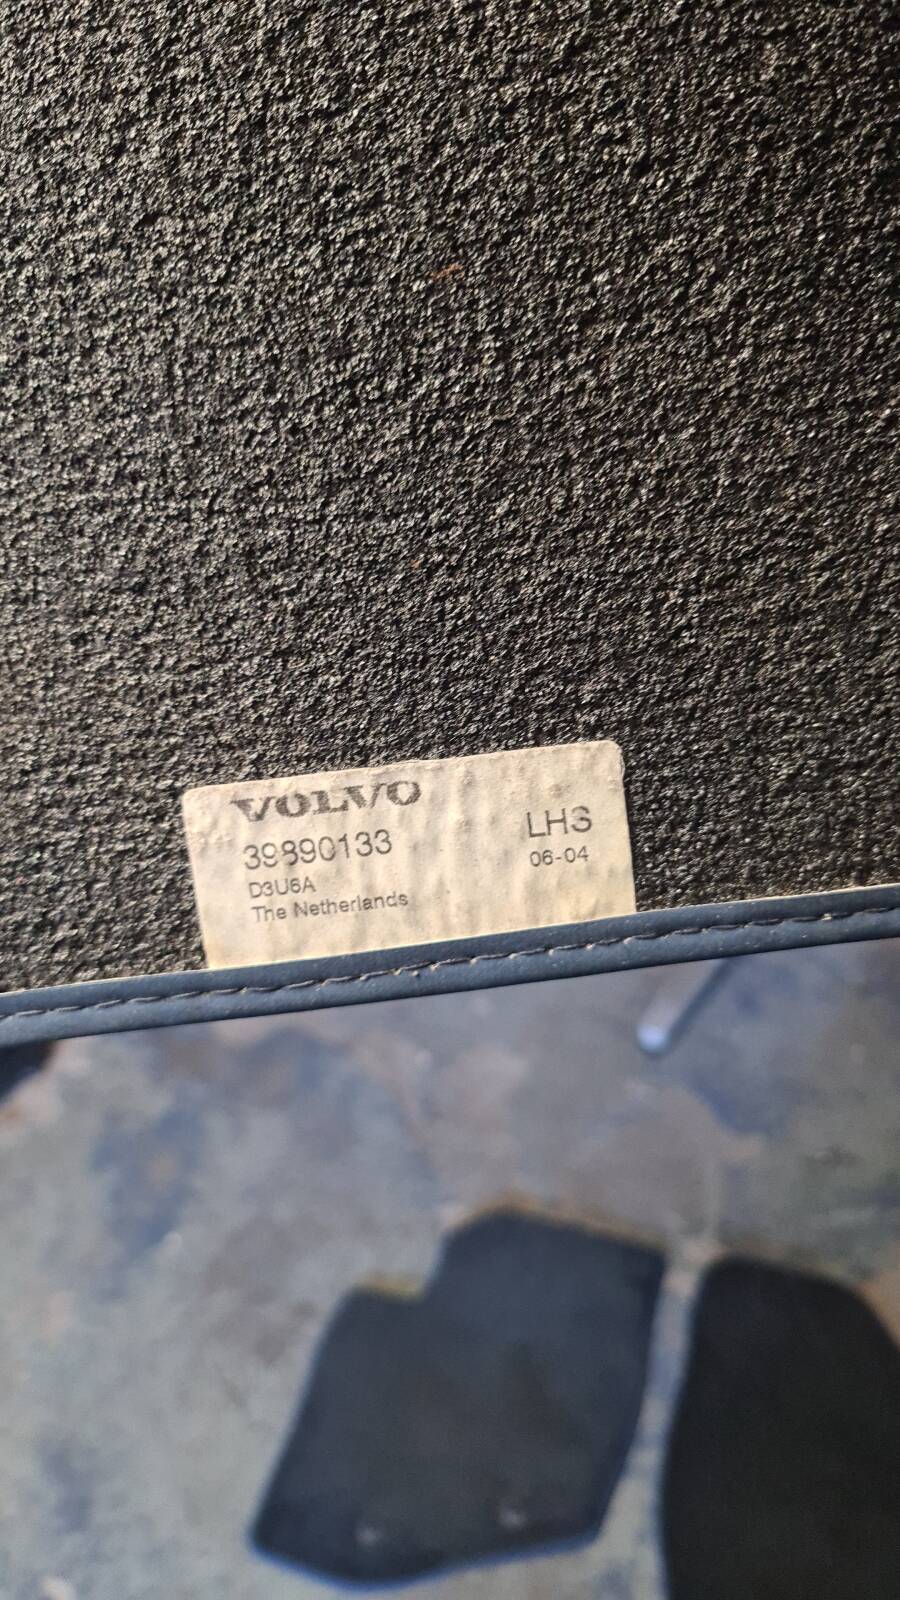 VOLVO
39890133
LHS
06-04
D3U6A
The Netherlands